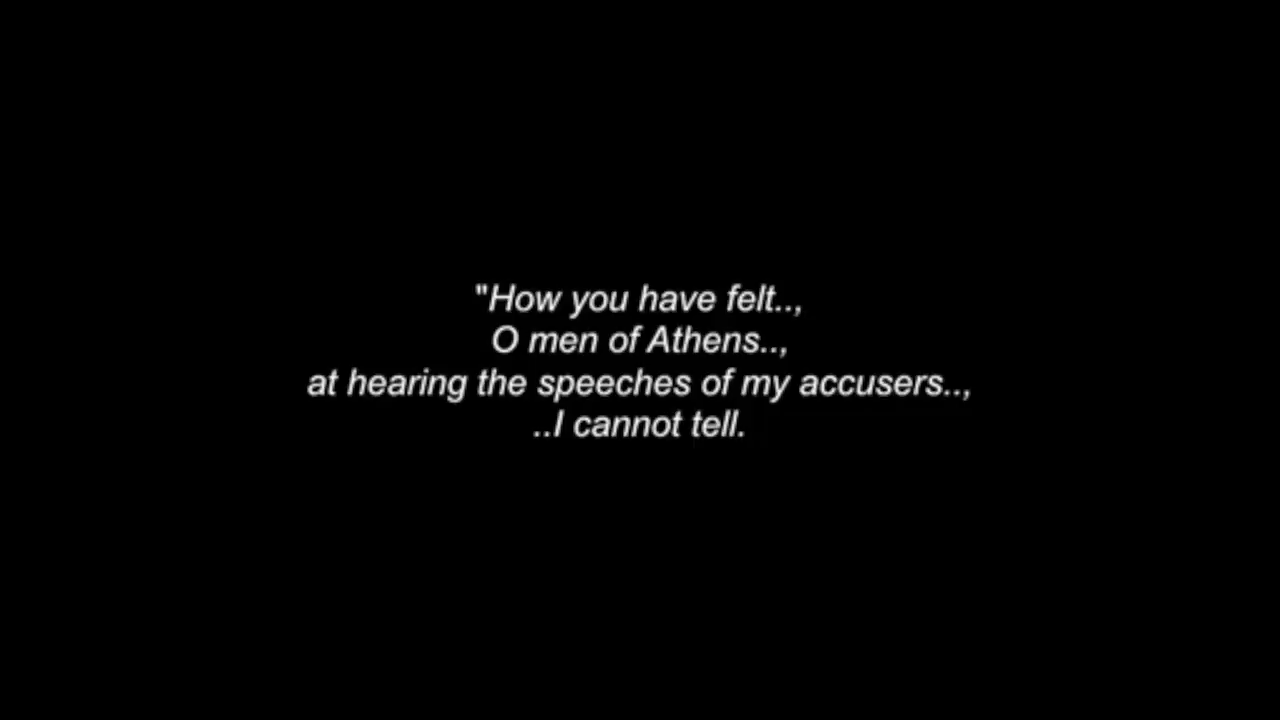 "How you have felt..,
O men of Athens..,
at hearing the speeches of my accusers..,
..I cannot tell.